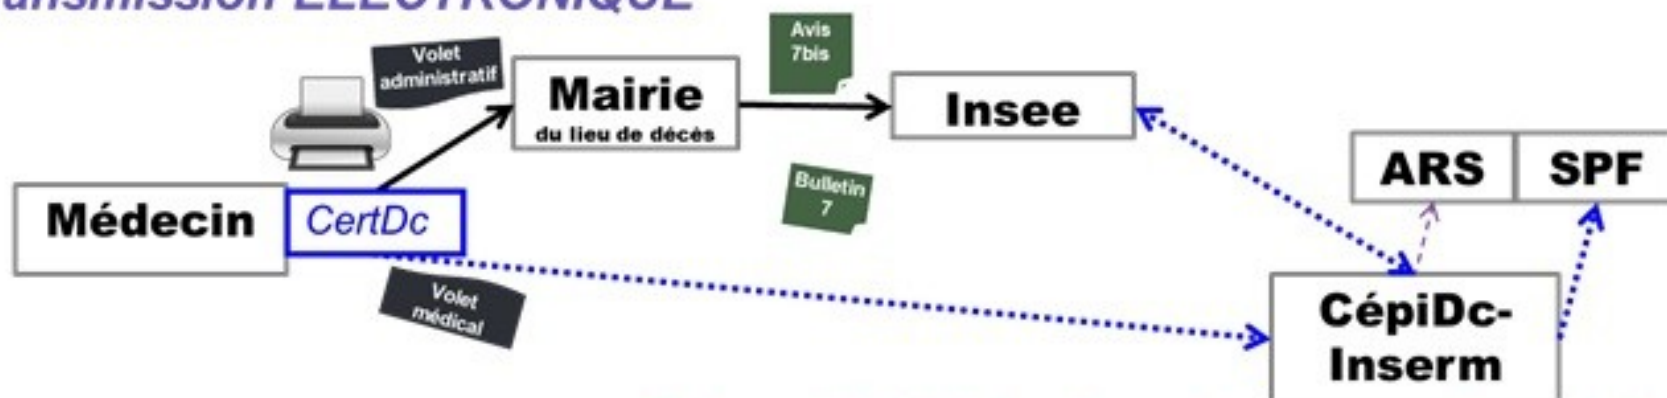 ÉLECTRONIQUE
Volet
administratif
Avis
7bis
Mairie
du lieu de décès
Insee
ARS
SPF
Médecin
CertDc
Bulletin
7
Volet
médical
CépiDc-
Inserm